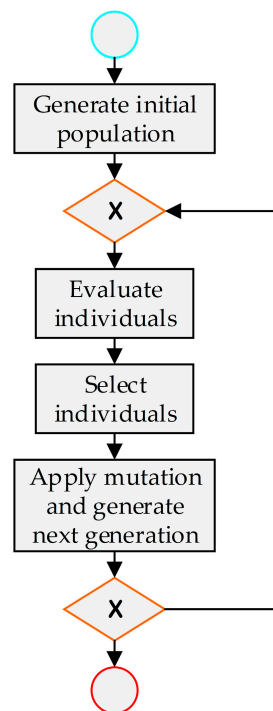 Generate initial
population
X
Evaluate
individuals
Select
individuals
Apply mutation
and generate
next generation
X